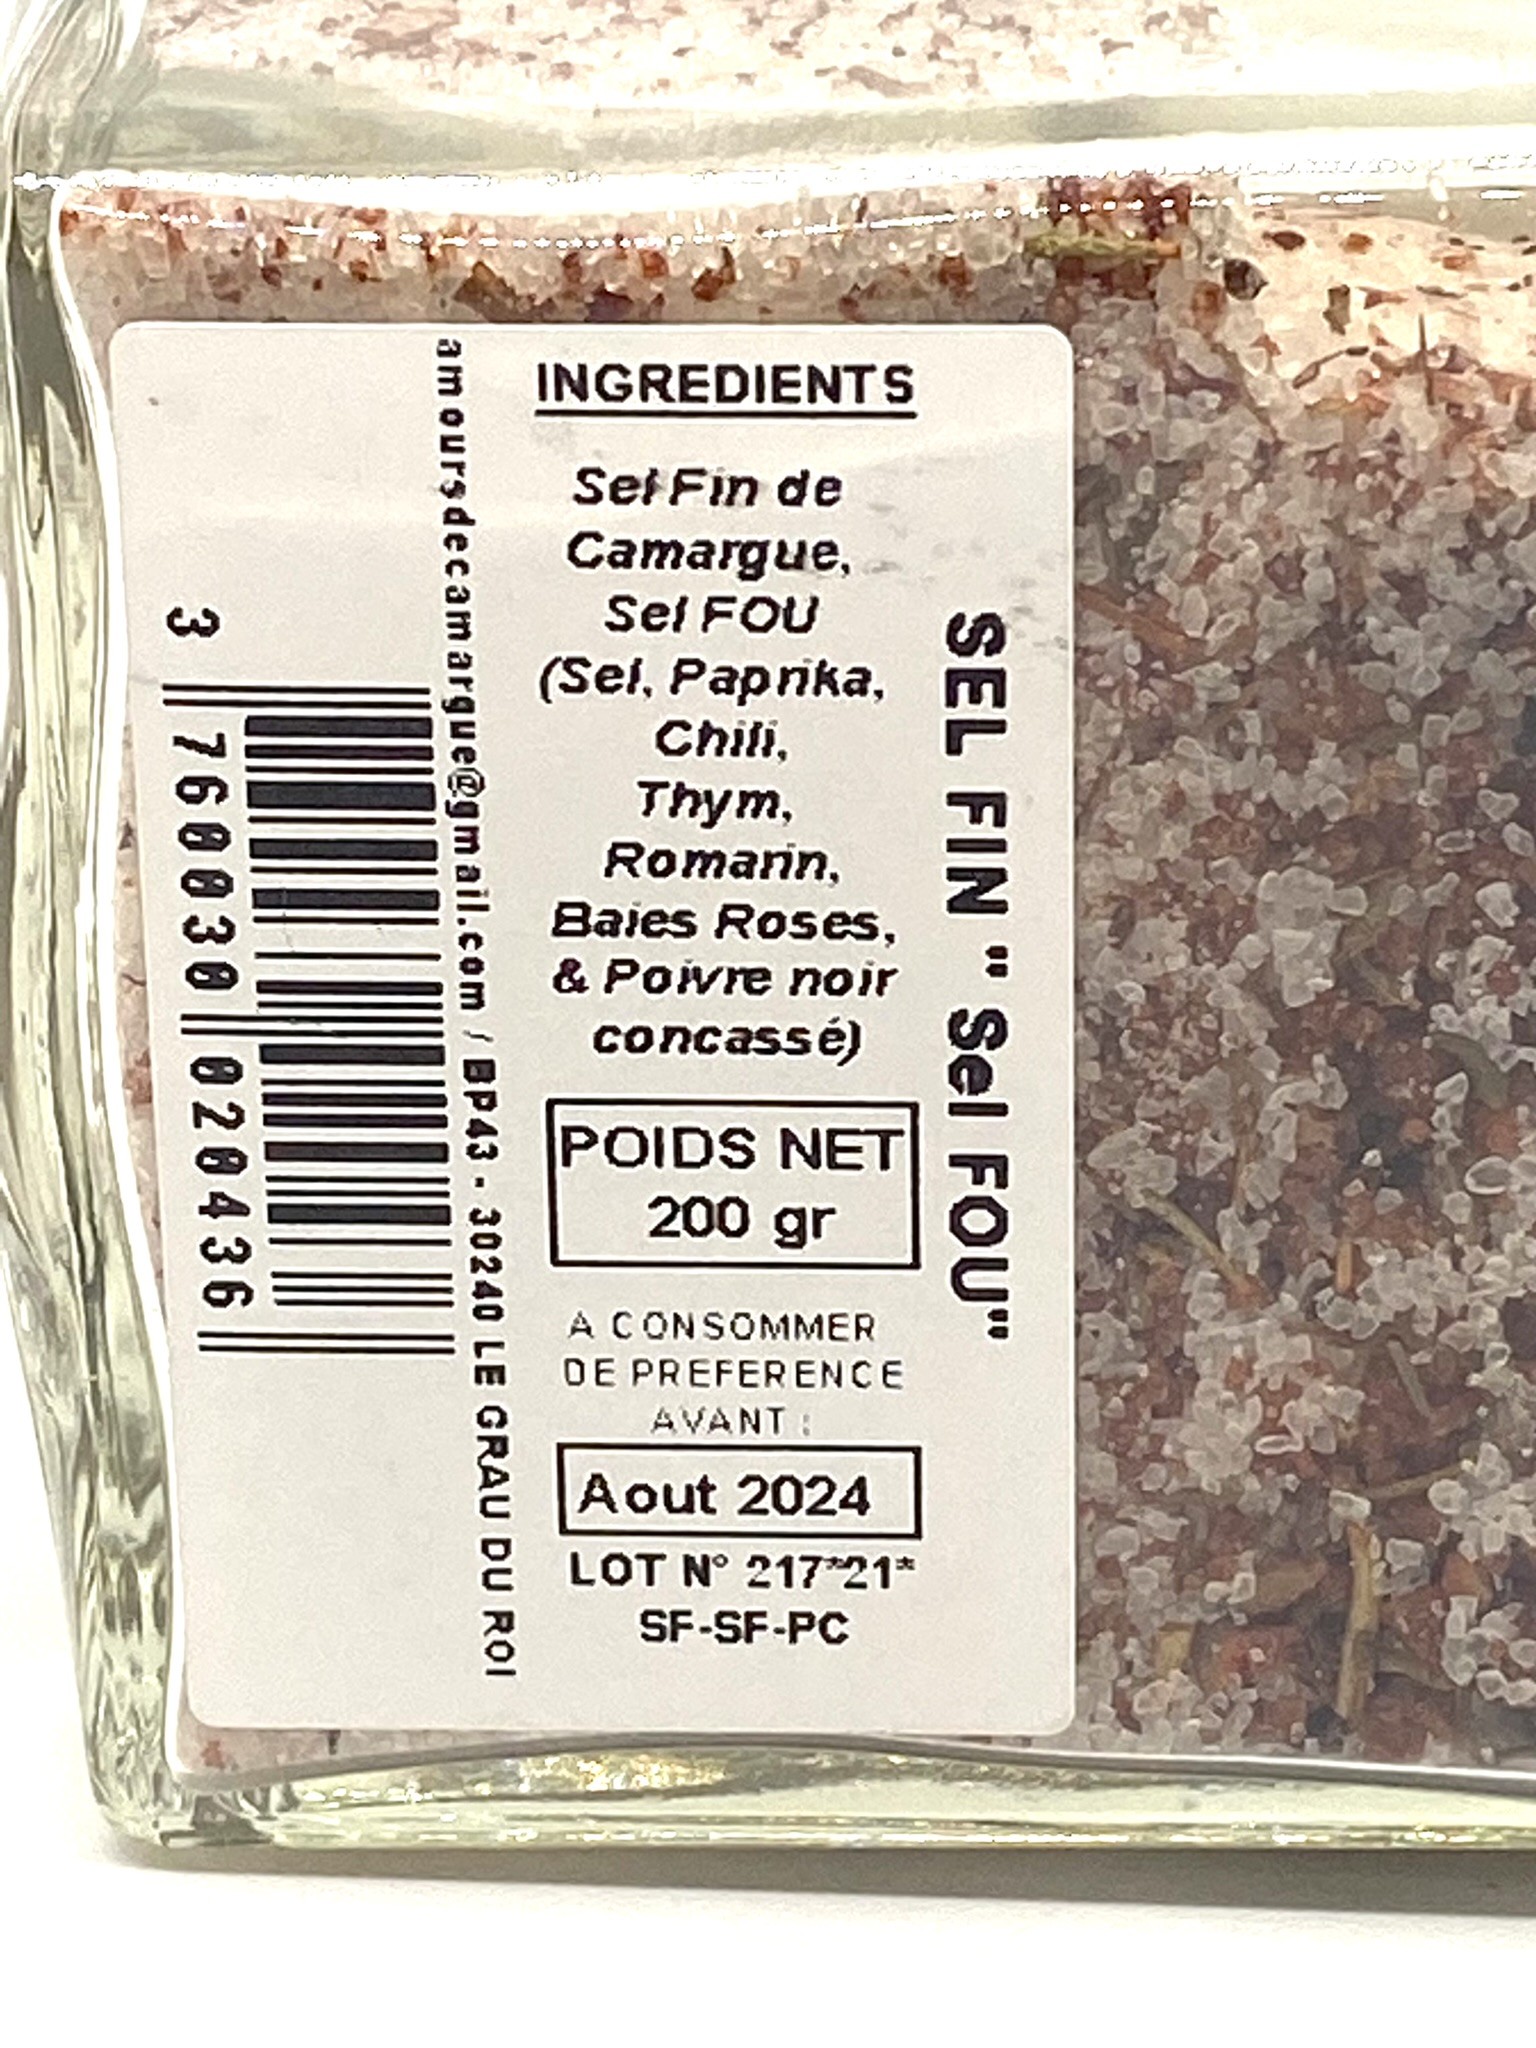 INGREDIENTS
Sel Fin de
Camargue,
Sel FOU
(Sel, Paprika,
Chili,
Thym,
Romarin,
Baies Roses,
& Poivre noir
concassé)
POIDS NET
200 gr
A CONSOMMER
DE PREFERENCE
AVANT :
Aout 2024
LOT N° 217*21*
SF-SF-PC
SEL FIN " Sel FOU"
amoursdecamargue@gmail.com / BP43 - 30240 LE GRAU DU ROI
3 760030 020436